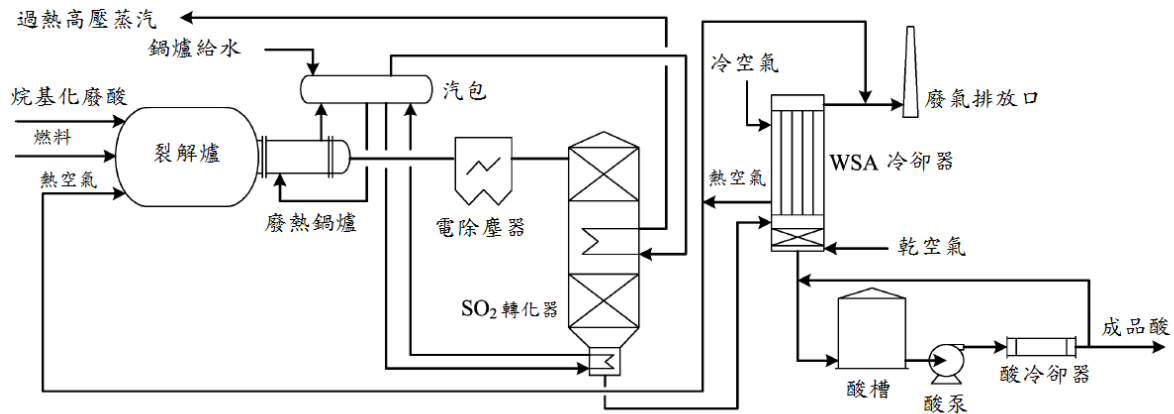 過熱高壓蒸汽
鍋爐給水
汽包
烷基化廢酸
燃料
熱空氣
裂解爐
廢熱鍋爐
電除塵器
SO₂ 轉化器
冷空氣
廢氣排放口
WSA 冷卻器
熱空氣
乾空氣
成品酸
酸槽
酸泵
酸冷卻器